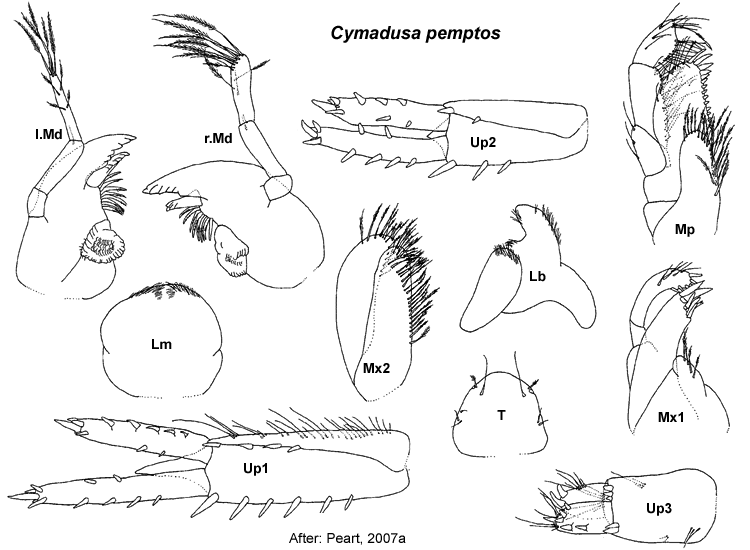 Cymadusa pemptos
l.Md
r.Md
Up2
Mp
Lb
Lm
Mx2
T
Mx1
Up1
Up3
After: Peart, 2007a